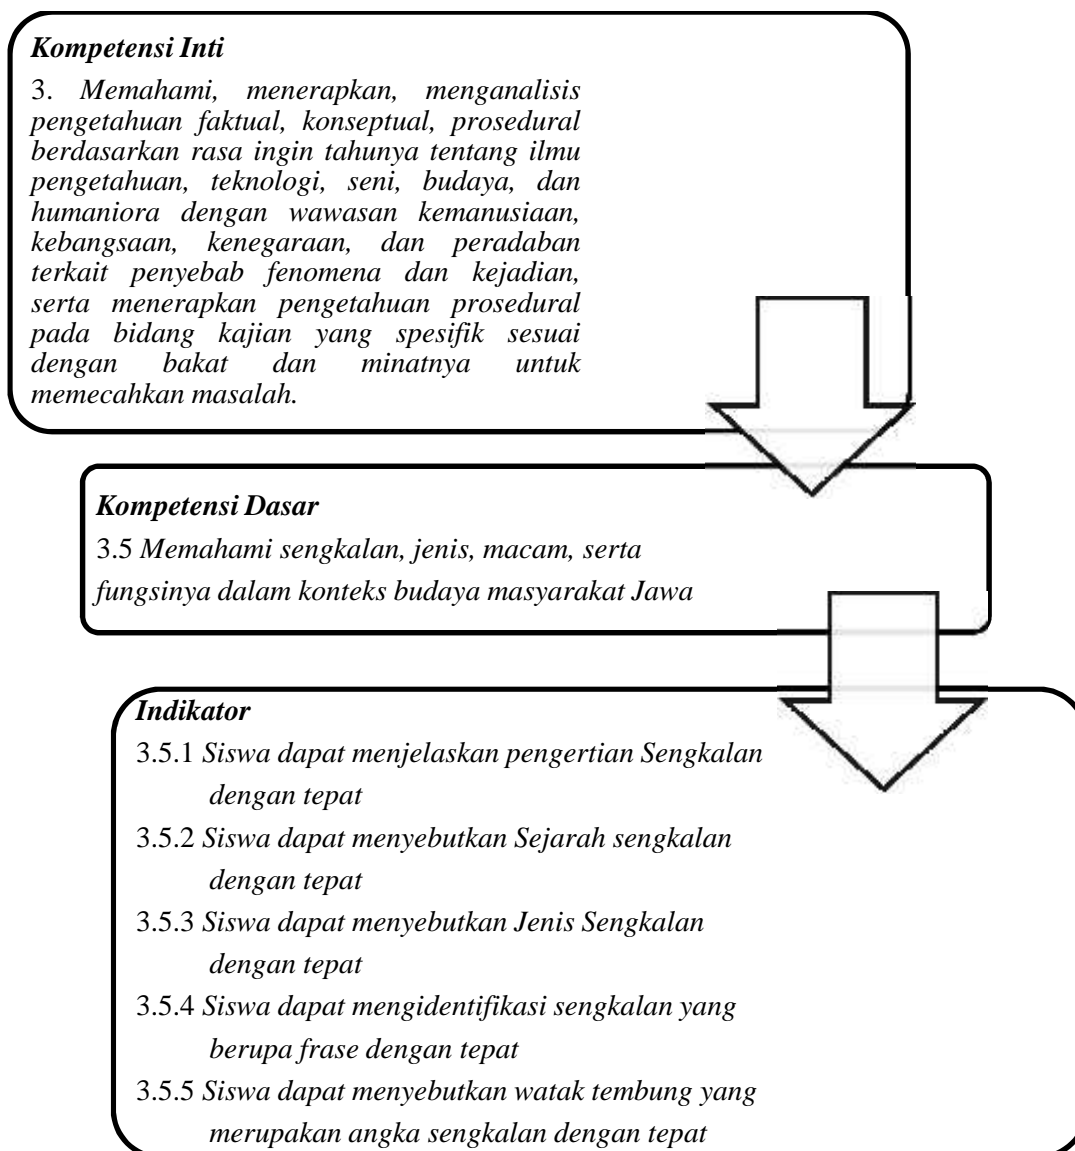 Kompetensi Inti
3. Memahami, menerapkan, menganalisis
pengetahuan faktual, konseptual, prosedural
berdasarkan rasa ingin tahunya tentang ilmu
pengetahuan, teknologi, seni, budaya, dan
humaniora dengan wawasan kemanusiaan,
kebangsaan, kenegaraan, dan peradaban
terkait penyebab fenomena dan kejadian,
serta menerapkan pengetahuan prosedural
pada bidang kajian yang spesifik sesuai
dengan bakat dan minatnya untuk
memecahkan masalah.
Kompetensi Dasar
3.5 Memahami sengkalan, jenis, macam, serta
fungsinya dalam konteks budaya masyarakat Jawa
Indikator
3.5.1 Siswa dapat menjelaskan pengertian Sengkalan
dengan tepat
3.5.2 Siswa dapat menyebutkan Sejarah sengkalan
dengan tepat
3.5.3 Siswa dapat menyebutkan Jenis Sengkalan
dengan tepat
3.5.4 Siswa dapat mengidentifikasi sengkalan yang
berupa frase dengan tepat
3.5.5 Siswa dapat menyebutkan watak tembung yang
merupakan angka sengkalan dengan tepat